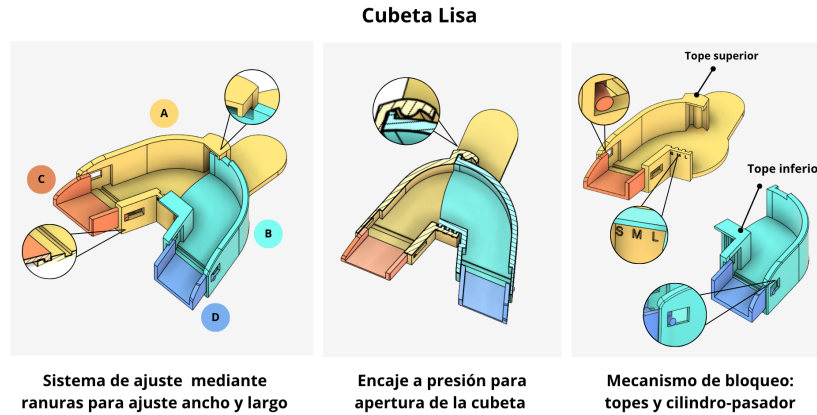 Cubeta Lisa
A
C
B
D
Tope superior
S M L
Tope inferio
Sistema de ajuste mediante
ranuras para ajuste ancho y largo
Encaje a presión para
apertura de la cubeta
Mecanismo de bloqueo:
topes y cilindro-pasador